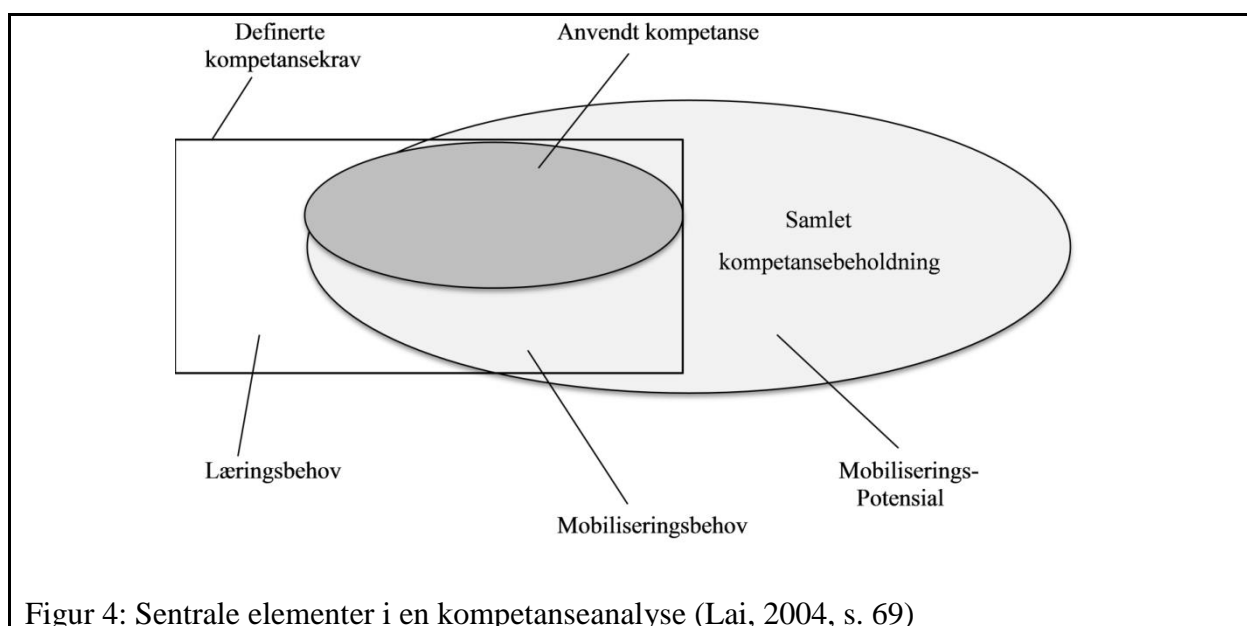 Definerte
kompetansekrav
Anvendt kompetanse
Samlet
kompetansebeholdning
Læringsbehov
Mobiliseringsbehov
Mobiliserings-
Potensial
Figur 4: Sentrale elementer i en kompetanseanalyse (Lai, 2004, s. 69)